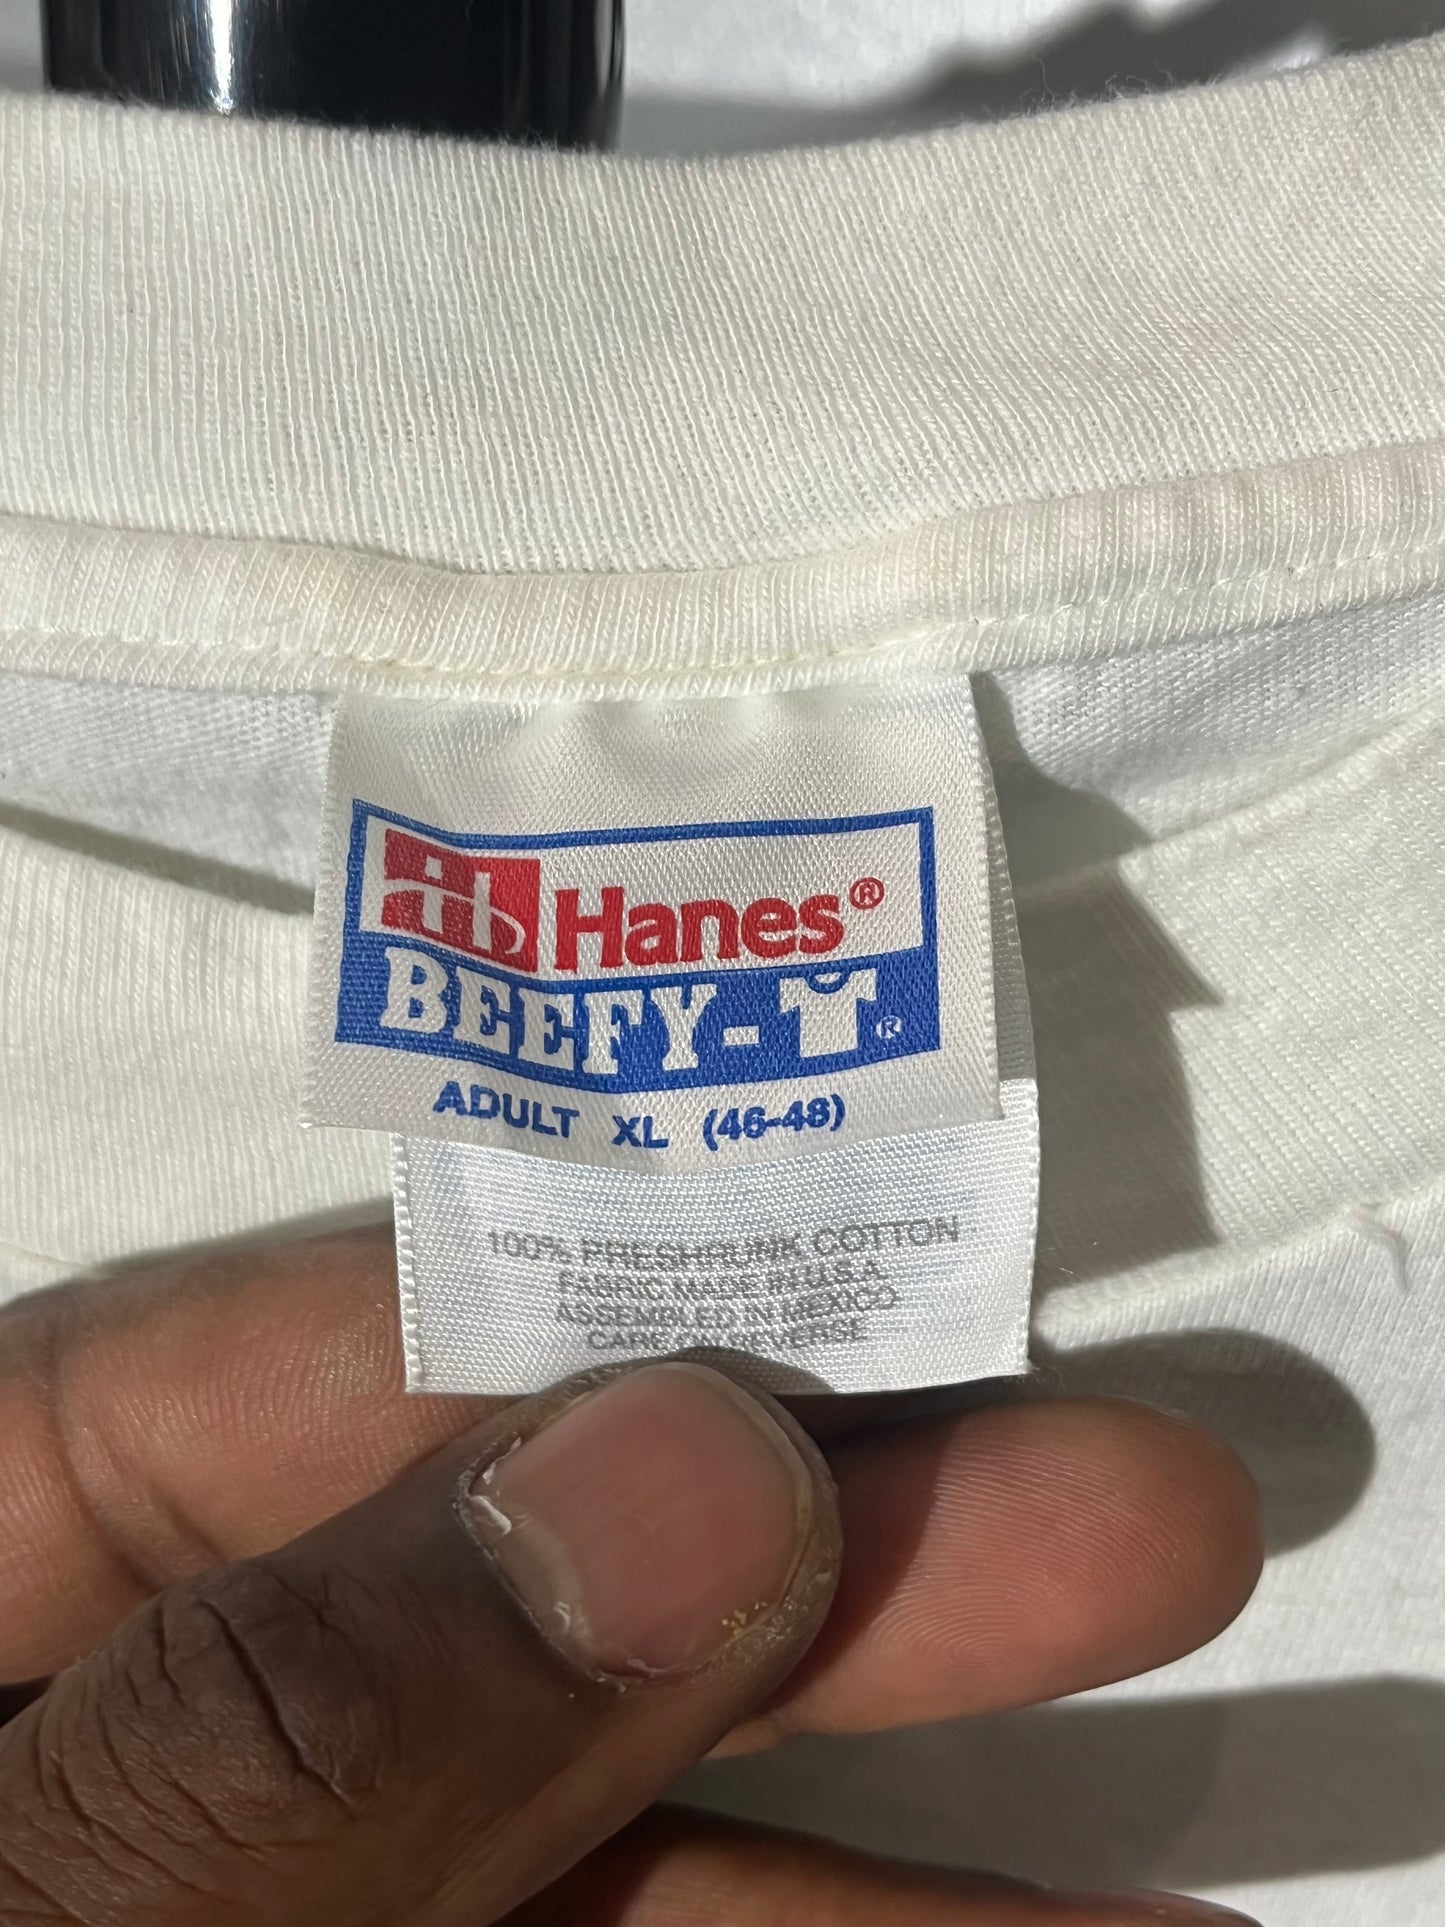 Hanes®
BEEFY-T®
ADULT XL (46-48)
100% PRESHRUNK COTTON
FABRIC MADE IN U.S.A
ASSEMBLED IN MEXICO
CARE ON REVERSE